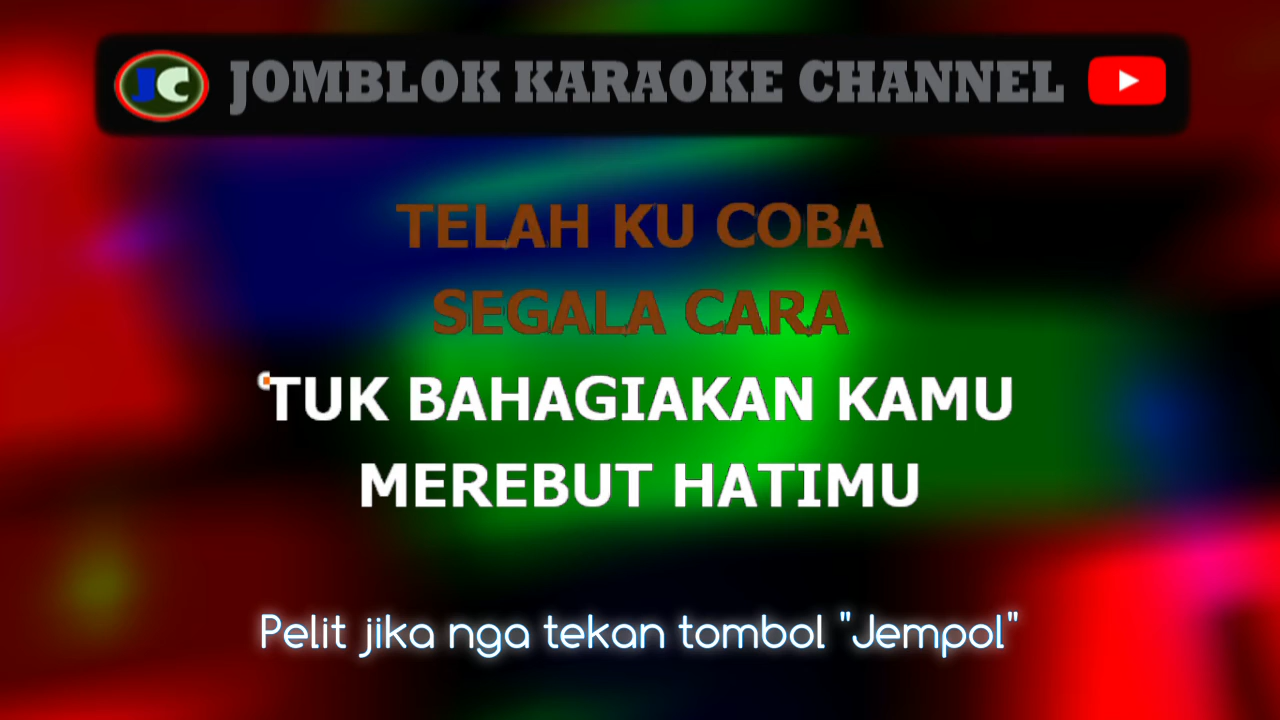 JC JOMBLOK KARAOKE CHANNEL
TELAH KU COBA
SEGALA CARA
'TUK BAHAGIAKAN KAMU
MEREBUT HATIMU
Pelit jika nga tekan tombol "Jempol"